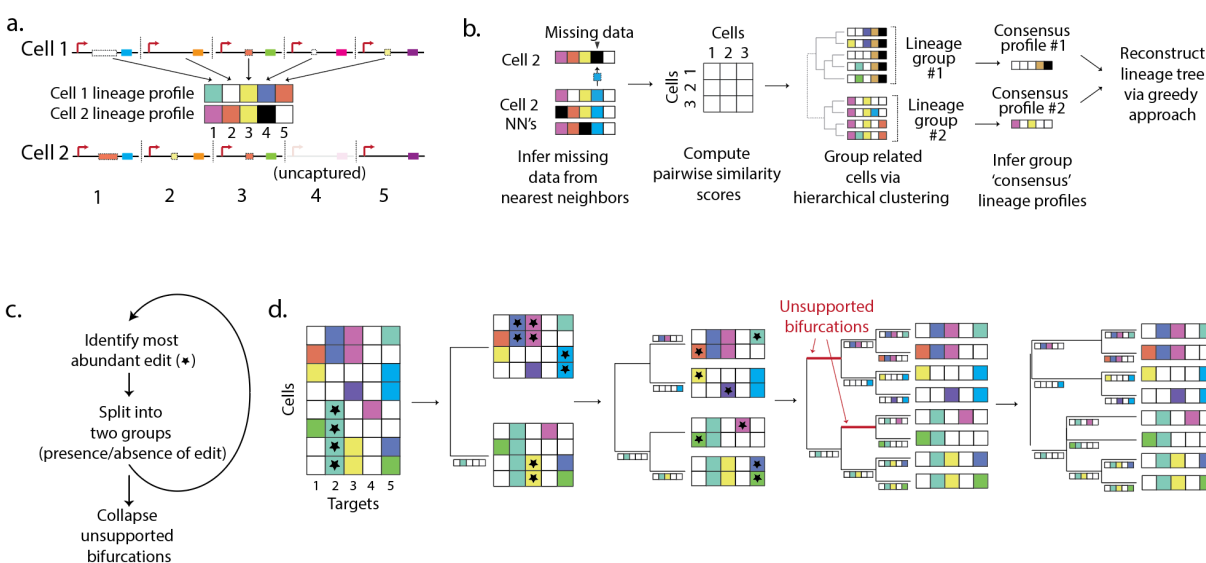 a.
Cell 1
Cell 1 lineage profile
Cell 2 lineage profile
1 2 3 4 5
Cell 2
(uncaptured)
1 2 3 4 5
b.
Missing data
Cell 2
Cell 2
NN's
Infer missing
data from
nearest neighbors
Cells
1 2 3
Cells
1
2
3
Compute
pairwise similarity
scores
Lineage
group
#1
Lineage
group
#2
Group related
cells via
hierarchical clustering
Consensus
profile #1
Consensus
profile #2
Infer group
'consensus'
lineage profiles
Reconstruct
lineage tree
via greedy
approach
c.
Identify most
abundant edit (★)
Split into
two groups
(presence/absence of edit)
Collapse
unsupported
bifurcations
d.
Cells
1 2 3 4 5
Targets
Unsupported
bifurcations